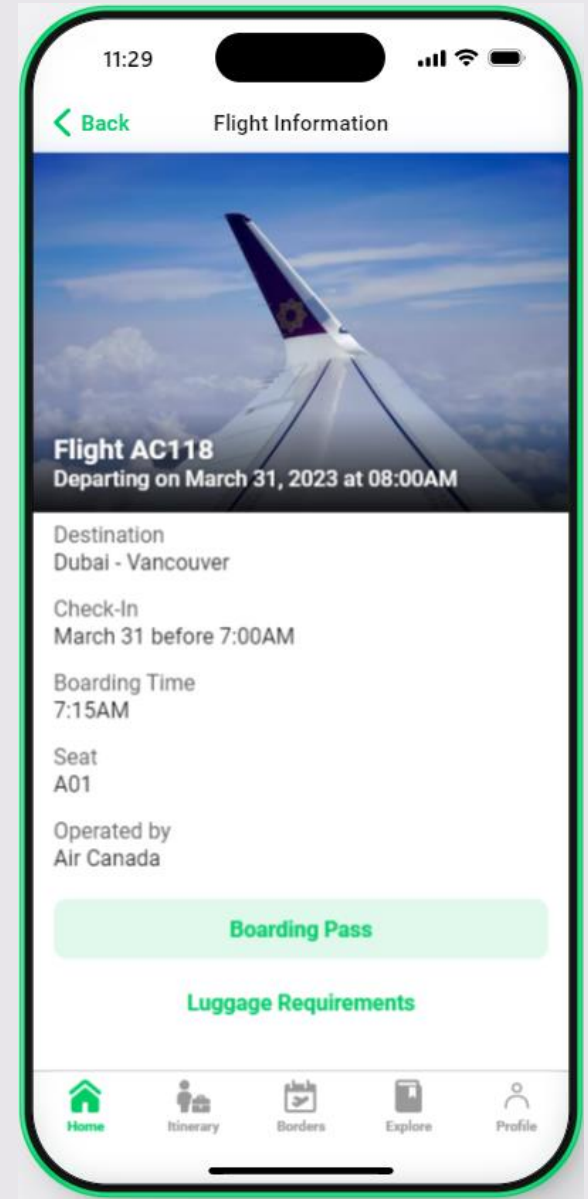 11:29
Back
Flight Information
Flight AC118
Departing on March 31, 2023 at 08:00AM
Destination
Dubai - Vancouver
Check-In
March 31 before 7:00AM
Boarding Time
7:15AM
Seat
A01
Operated by
Air Canada
Boarding Pass
Luggage Requirements
Home
Itinerary
Borders
Explore
Profile